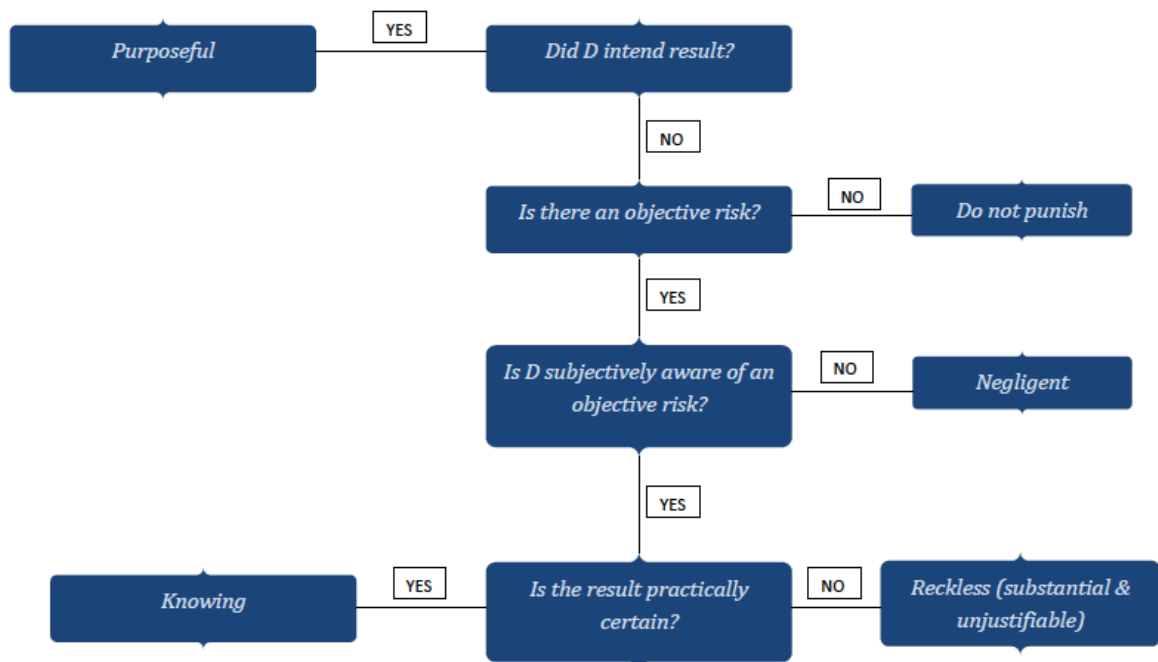 YES
Purposeful
Did D intend result?
NO
Is there an objective risk?
NO
Do not punish
YES
Is D subjectively aware of an
objective risk?
NO
Negligent
YES
Knowing
YES
Is the result practically
certain?
NO
Reckless (substantial &
unjustifiable)